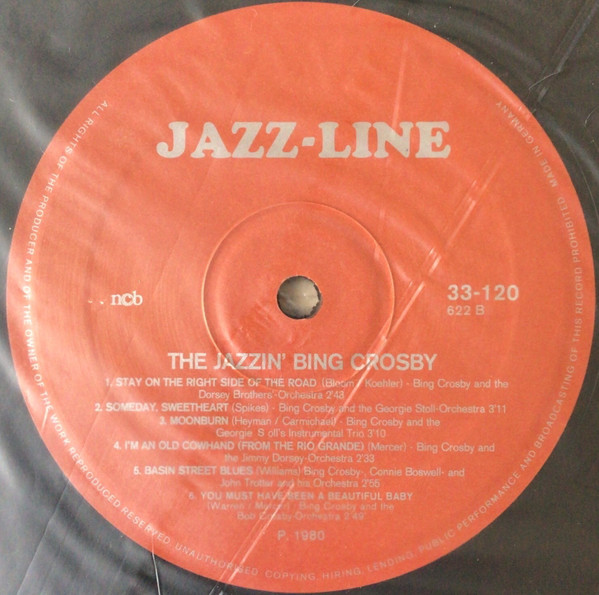 JAZZ-LINE
ncb
33-120
622 B
THE JAZZIN' BING CROSBY
1. STAY ON THE RIGHT SIDE OF THE ROAD (Bloom / Koehler) - Bing Crosby and the
Dorsey Brothers'-Orchestra 2'43
2. SOMEDAY, SWEETHEART (Spikes) - Bing Crosby and the Georgie Stoll-Orchestra 3'11
3. MOONBURN (Heyman / Carmichael) - Bing Crosby and the
Georgie S oll's Instrumental Trio 3'10
4. I'M AN OLD COWHAND (FROM THE RIO GRANDE) (Mercer) - Bing Crosby and
the Jimmy Dorsey-Orchestra 2'33
5. BASIN STREET BLUES (Williams) Bing Crosby-, Connie Boswell- and
John Trotter and his Orchestra 2'55
6. YOU MUST HAVE BEEN A BEAUTIFUL BABY
(Warren / Mercer) - Bing Crosby and the
Bob Crosby-Orchestra 2'49
P. 1980
ALL RIGHTS OF THE PRODUCER AND OF THE OWNER OF THE WORK REPRODUCED RESERVED. UNAUTHORISED COPYING, HIRING, LENDING, PUBLIC PERFORMANCE AND BROADCASTING OF THIS RECORD PROHIBITED. MADE IN GERMANY